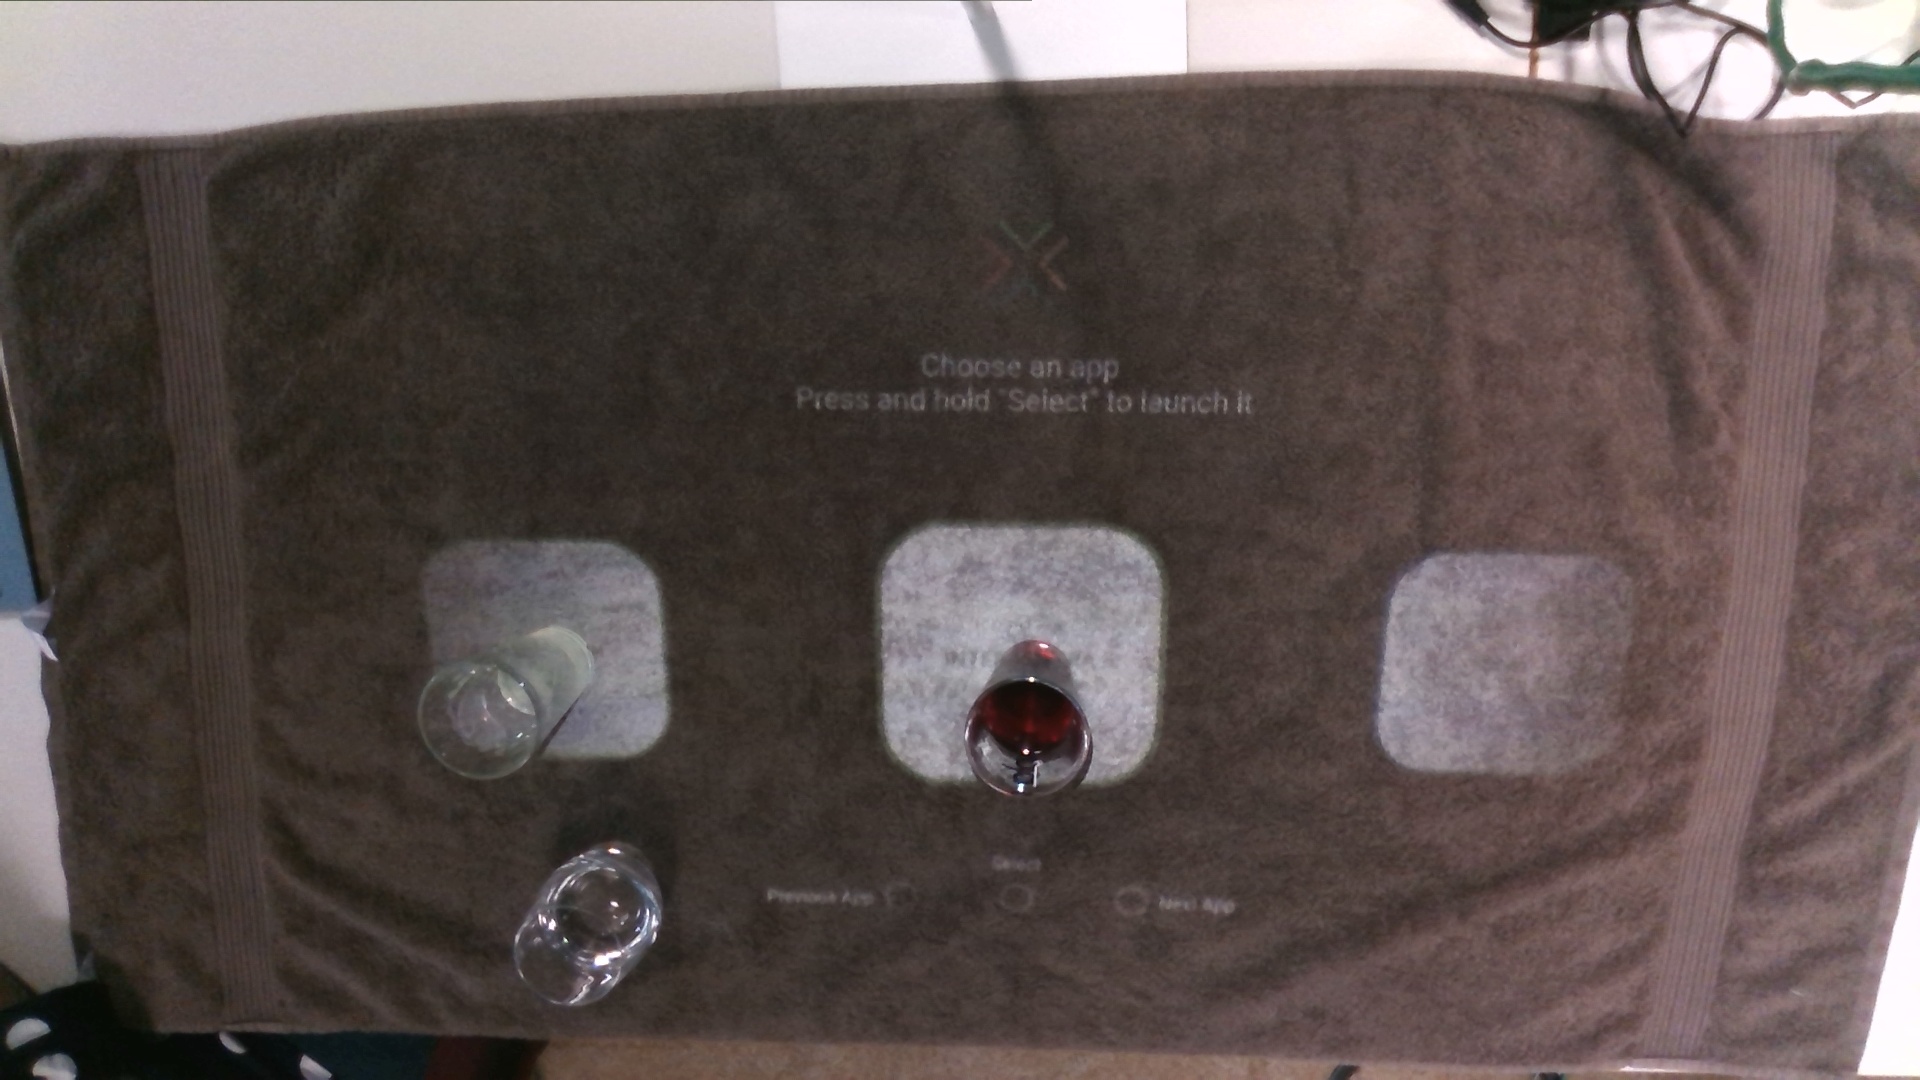 Choose an app
Press and hold "Select" to launch it
Select
Previous App
Next App